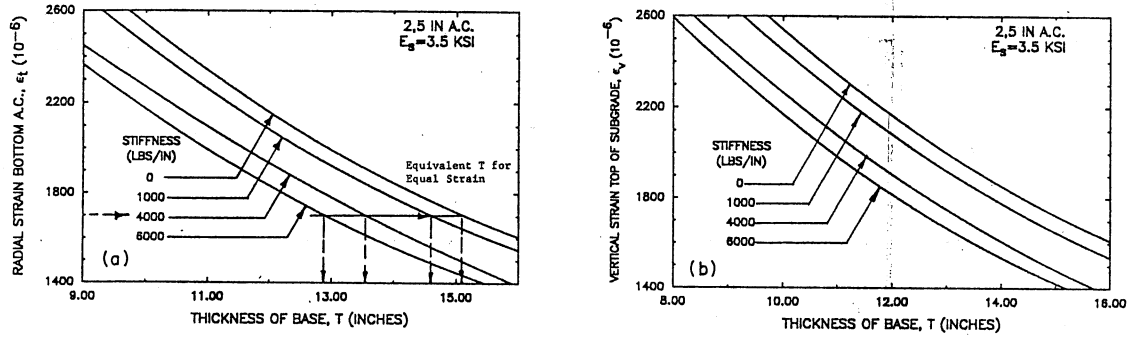 2600
2200
1800
1400
RADIAL STRAIN BOTTOM A.C., εt (10⁻⁶)
2,5 IN A.C.
Es=3.5 KSI
STIFFNESS
(LBS/IN)
0
1000
4000
6000
Equivalent T for
Equal Strain
(a)
9.00 11.00 13.00 15.00
THICKNESS OF BASE, T (INCHES)
2600
2200
1800
1400
VERTICAL STRAIN TOP OF SUBGRADE, εv (10⁻⁶)
2,5 IN A.C.
Es=3.5 KSI
STIFFNESS
(LBS/IN)
0
1000
4000
6000
(b)
8.00 10.00 12.00 14.00 16.00
THICKNESS OF BASE, T (INCHES)